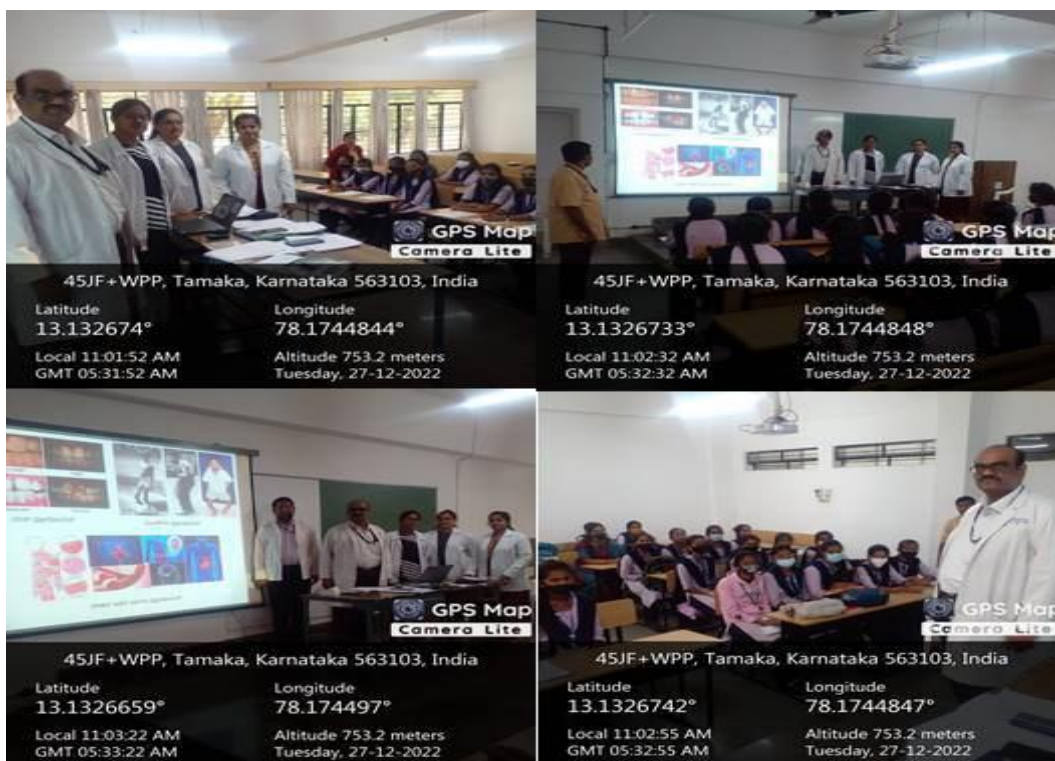 GPS Map
Camera Lite
45JF+WPP, Tamaka, Karnataka 563103, India
Latitude
13.132674°
Longitude
78.1744844°
Local 11:01:52 AM
GMT 05:31:52 AM
Altitude 753.2 meters
Tuesday, 27-12-2022
GPS Map
Camera Lite
45JF+WPP, Tamaka, Karnataka 563103, India
Latitude
13.1326733°
Longitude
78.1744848°
Local 11:02:32 AM
GMT 05:32:32 AM
Altitude 753.2 meters
Tuesday, 27-12-2022
GPS Map
Camera Lite
45JF+WPP, Tamaka, Karnataka 563103, India
Latitude
13.1326659°
Longitude
78.174497°
Local 11:03:22 AM
GMT 05:33:22 AM
Altitude 753.2 meters
Tuesday, 27-12-2022
GPS Map
Camera Lite
45JF+WPP, Tamaka, Karnataka 563103, India
Latitude
13.1326742°
Longitude
78.1744847°
Local 11:02:55 AM
GMT 05:32:55 AM
Altitude 753.2 meters
Tuesday, 27-12-2022